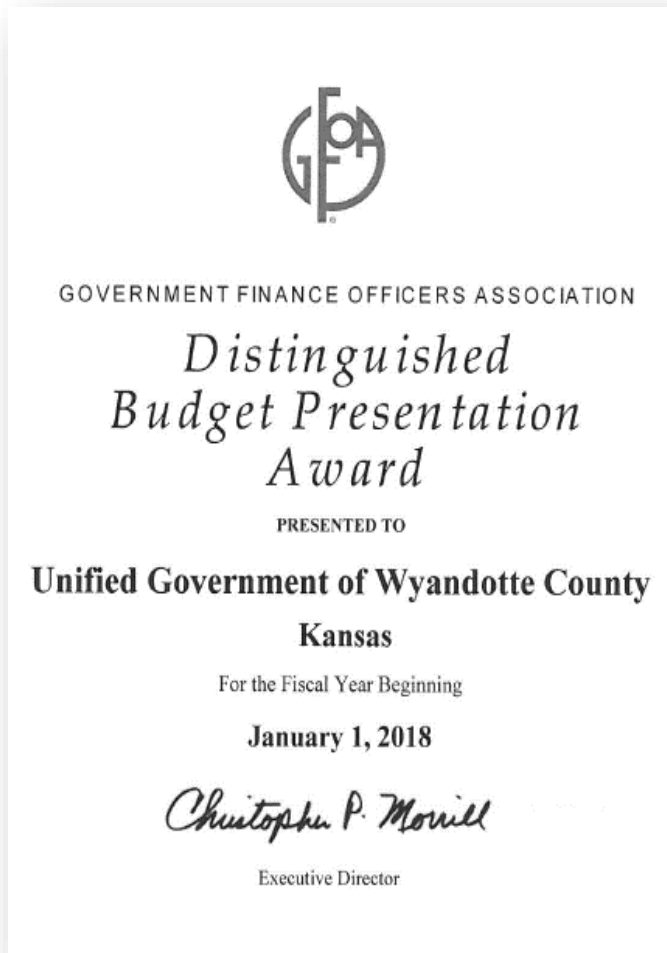 GFOA
GOVERNMENT FINANCE OFFICERS ASSOCIATION
Distinguished
Budget Presentation
Award
PRESENTED TO
Unified Government of Wyandotte County
Kansas
For the Fiscal Year Beginning
January 1, 2018
Christopher P. Morrill
Executive Director